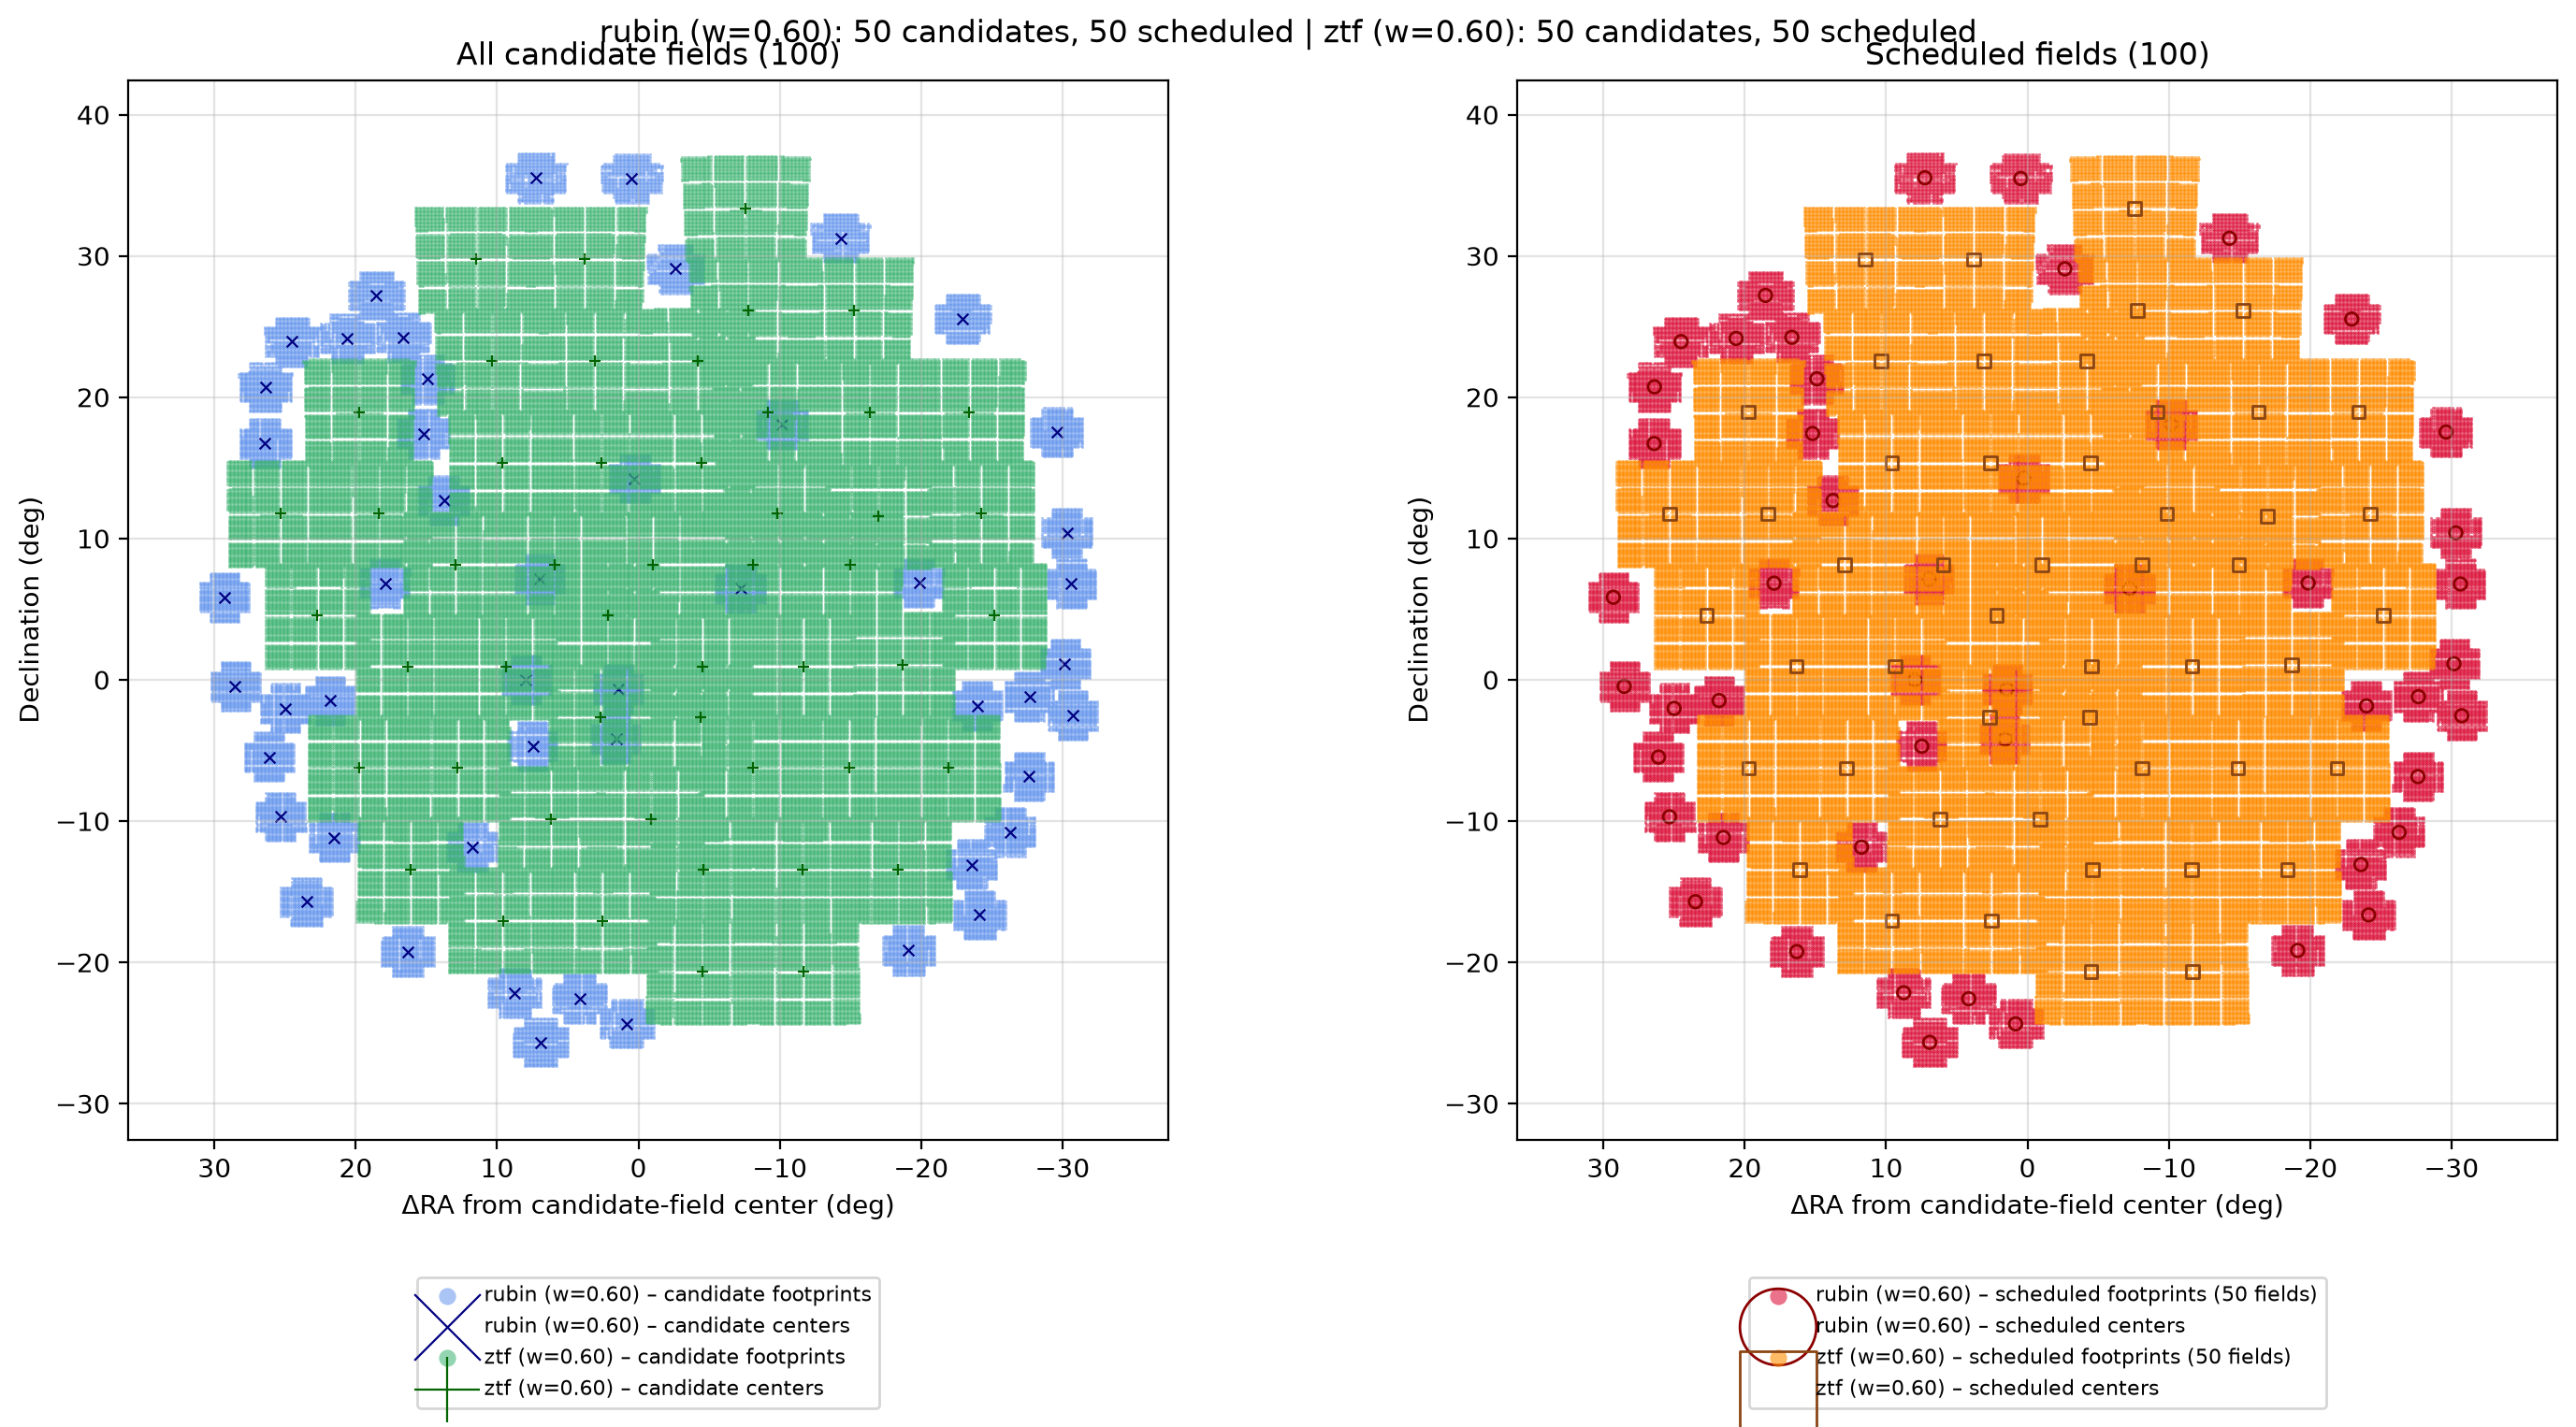 rubin (w=0.60): 50 candidates, 50 scheduled | ztf (w=0.60): 50 candidates, 50 scheduled
All candidate fields (100)
40
30
20
10
0
−10
−20
−30
Declination (deg)
30 20 10 0 −10 −20 −30
ΔRA from candidate-field center (deg)
rubin (w=0.60) – candidate footprints
rubin (w=0.60) – candidate centers
ztf (w=0.60) – candidate footprints
ztf (w=0.60) – candidate centers
Scheduled fields (100)
40
30
20
10
0
−10
−20
−30
Declination (deg)
30 20 10 0 −10 −20 −30
ΔRA from candidate-field center (deg)
rubin (w=0.60) – scheduled footprints (50 fields)
rubin (w=0.60) – scheduled centers
ztf (w=0.60) – scheduled footprints (50 fields)
ztf (w=0.60) – scheduled centers